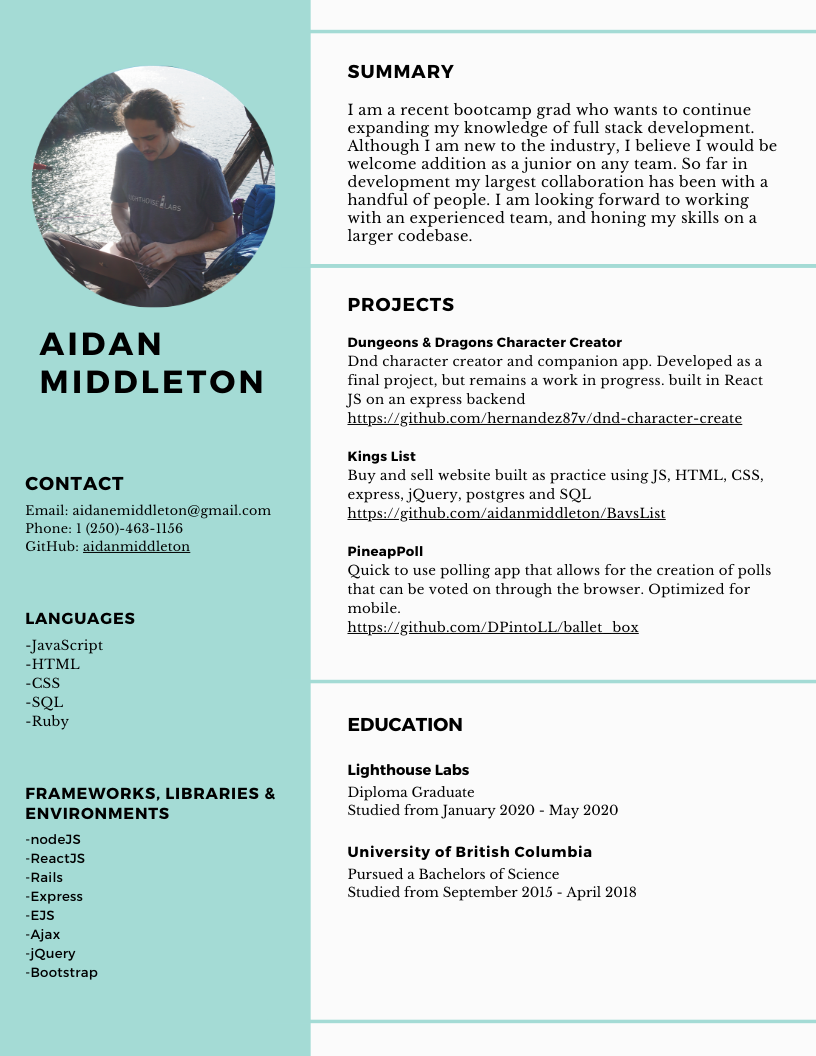 AIDAN
MIDDLETON
CONTACT
Email: aidanemiddleton@gmail.com
Phone: 1 (250)-463-1156
GitHub: aidanmiddleton
LANGUAGES
-JavaScript
-HTML
-CSS
-SQL
-Ruby
FRAMEWORKS, LIBRARIES &
ENVIRONMENTS
-nodeJS
-ReactJS
-Rails
-Express
-EJS
-Ajax
-jQuery
-Bootstrap
SUMMARY
I am a recent bootcamp grad who wants to continue
expanding my knowledge of full stack development.
Although I am new to the industry, I believe I would be
welcome addition as a junior on any team. So far in
development my largest collaboration has been with a
handful of people. I am looking forward to working
with an experienced team, and honing my skills on a
larger codebase.
PROJECTS
Dungeons & Dragons Character Creator
Dnd character creator and companion app. Developed as a
final project, but remains a work in progress. built in React
JS on an express backend
https://github.com/hernandez87v/dnd-character-create
Kings List
Buy and sell website built as practice using JS, HTML, CSS,
express, jQuery, postgres and SQL
https://github.com/aidanmiddleton/BavsList
PineapPoll
Quick to use polling app that allows for the creation of polls
that can be voted on through the browser. Optimized for
mobile.
https://github.com/DPintoLL/ballet_box
EDUCATION
Lighthouse Labs
Diploma Graduate
Studied from January 2020 - May 2020
University of British Columbia
Pursued a Bachelors of Science
Studied from September 2015 - April 2018
LIGHTHOUSE LABS